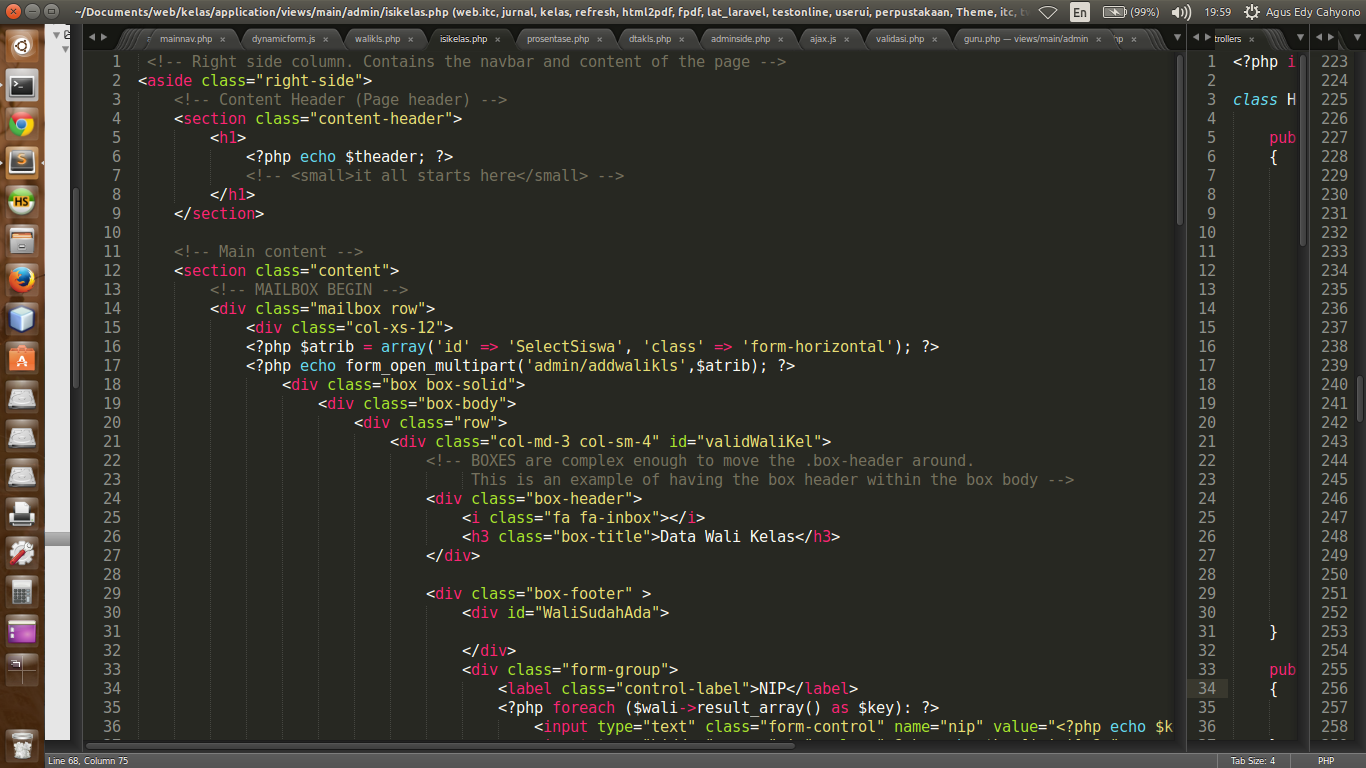 ~/Documents/web/kelas/application/views/main/admin/isikelas.php (web.itc, jurnal, kelas, refresh, html2pdf, fpdf, lat_laravel, testonline, userui, perpustakaan, Theme, itc,
En (99%) 19:59 Agus Edy Cahyono
mainnav.php × dynamicform.js × walikls.php × isikelas.php × prosentase.php × dtakls.php × adminside.php × ajax.js × validasi.php × guru.php — views/main/admin × hp × trollers ×
1 <!-- Right side column. Contains the navbar and content of the page -->
2 <aside class="right-side">
3 <!-- Content Header (Page header) -->
4 <section class="content-header">
5 <h1>
6 <?php echo $theader; ?>
7 <!-- <small>it all starts here</small> -->
8 </h1>
9 </section>
10
11 <!-- Main content -->
12 <section class="content">
13 <!-- MAILBOX BEGIN -->
14 <div class="mailbox row">
15 <div class="col-xs-12">
16 <?php $atrib = array('id' => 'SelectSiswa', 'class' => 'form-horizontal'); ?>
17 <?php echo form_open_multipart('admin/addwalikls',$atrib); ?>
18 <div class="box box-solid">
19 <div class="box-body">
20 <div class="row">
21 <div class="col-md-3 col-sm-4" id="validWaliKel">
22 <!-- BOXES are complex enough to move the .box-header around.
23 This is an example of having the box header within the box body -->
24 <div class="box-header">
25 <i class="fa fa-inbox"></i>
26 <h3 class="box-title">Data Wali Kelas</h3>
27 </div>
28
29 <div class="box-footer" >
30 <div id="WaliSudahAda">
31
32 </div>
33 <div class="form-group">
34 <label class="control-label">NIP</label>
35 <?php foreach ($wali->result_array() as $key): ?>
36 <input type="text" class="form-control" name="nip" value="<?php echo $k
1 <?php i
2
3 class H
4
5 pub
6 {
7
8
9
10
11
12
13
14
15
16
17
18
19
20
21
22
23
24
25
26
27
28
29
30
31 }
32
33 pub
34 {
35
36
223
224
225
226
227
228
229
230
231
232
233
234
235
236
237
238
239
240
241
242
243
244
245
246
247
248
249
250
251
252
253
254
255
256
257
258
Line 68, Column 75
Tab Size: 4 PHP